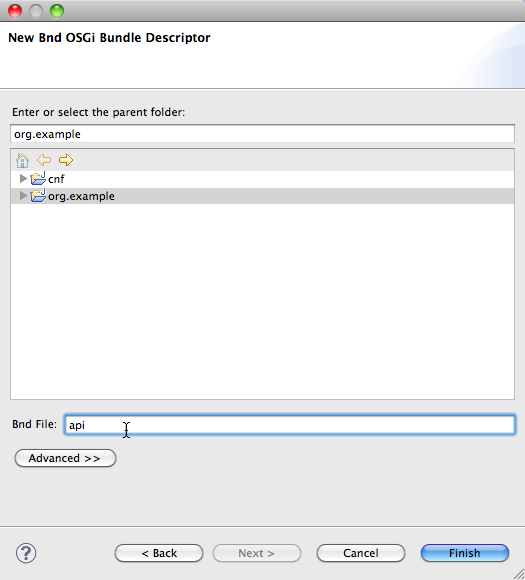 New Bnd OSGi Bundle Descriptor
Enter or select the parent folder:
org.example
cnf
org.example
Bnd File: api
Advanced >>
? < Back Next > Cancel Finish